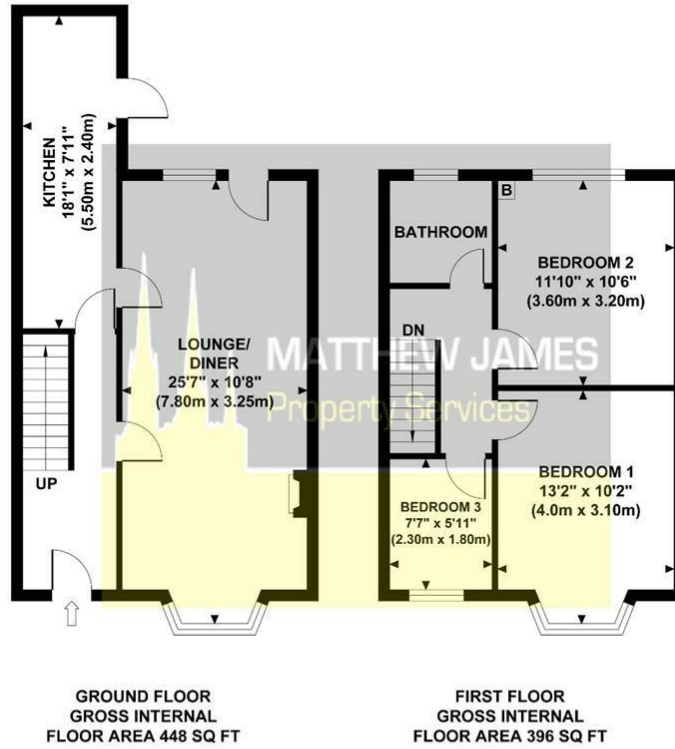 KITCHEN
18'1" x 7'11"
(5.50m x 2.40m)
LOUNGE/
DINER
25'7" x 10'8"
(7.80m x 3.25m)
UP
BATHROOM
B
BEDROOM 2
11'10" x 10'6"
(3.60m x 3.20m)
DN
BEDROOM 1
13'2" x 10'2"
(4.0m x 3.10m)
BEDROOM 3
7'7" x 5'11"
(2.30m x 1.80m)
MATTHEW JAMES
Property Services
GROUND FLOOR
GROSS INTERNAL
FLOOR AREA 448 SQ FT
FIRST FLOOR
GROSS INTERNAL
FLOOR AREA 396 SQ FT